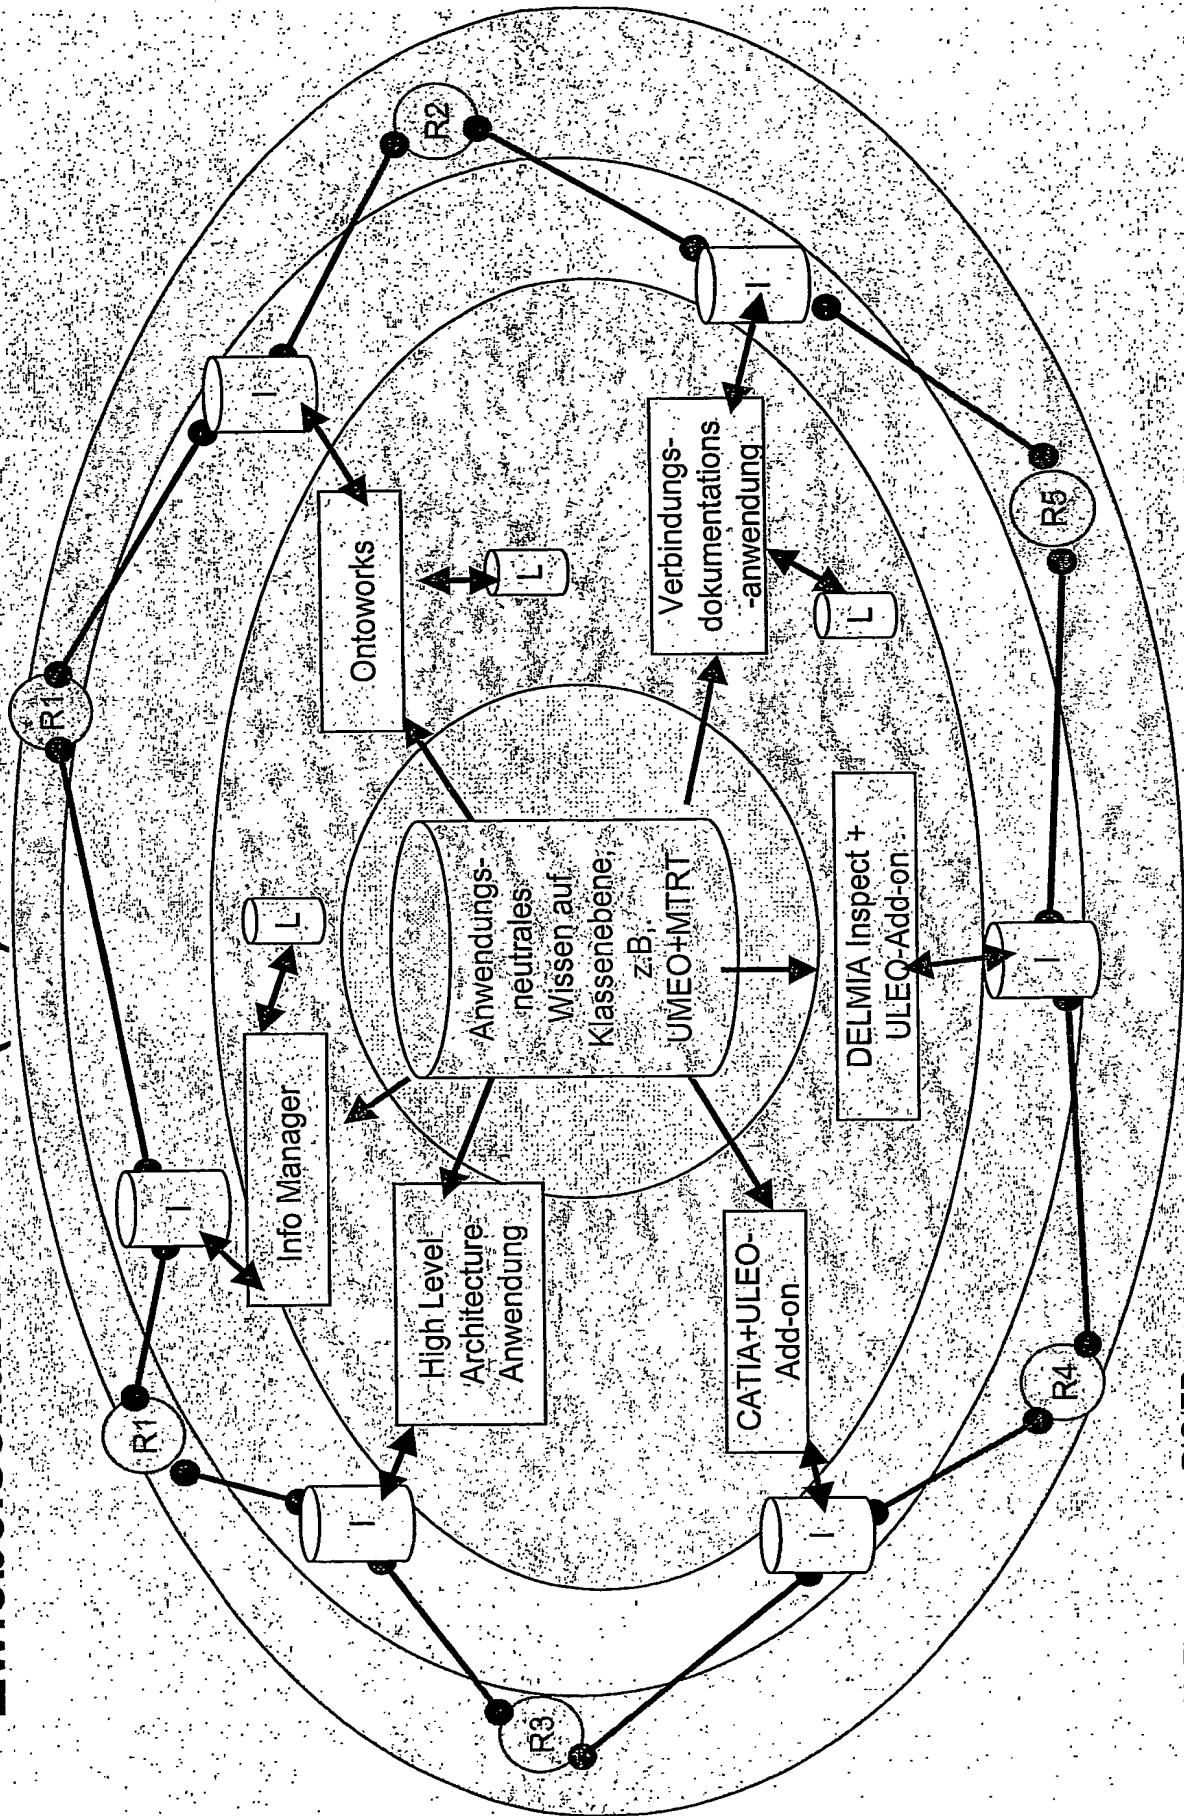 R1
R1
R2
I
I
Info Manager
L
Ontoworks
L
High Level
Architecture
Anwendung
Anwendungs-
neutrales
Wissen auf
Klassenebene,
z.B.
UMEO+MTRT
Verbindungs-
dokumentations
-anwendung
L
I
I
R3
I
CATIA+ULEO-
Add-on
DELMIA Inspect +
ULEO-Add-on
I
R4
R5